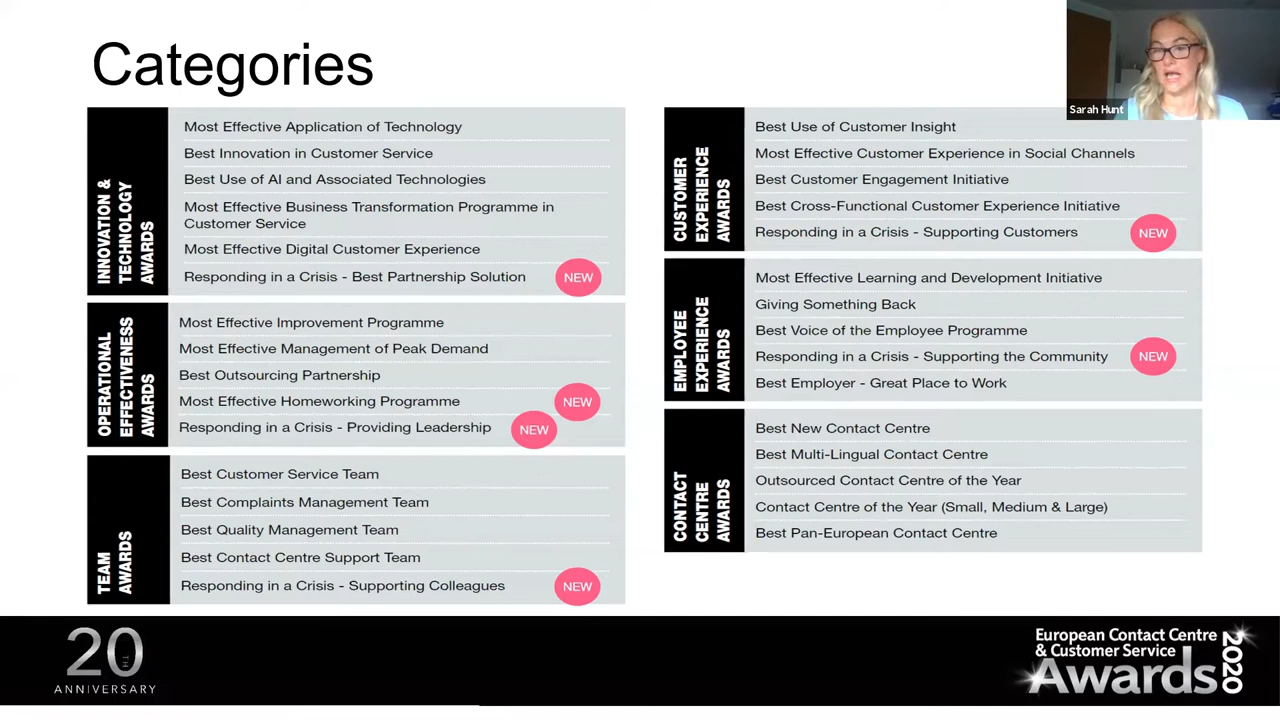 Categories
Sarah Hunt
INNOVATION &
TECHNOLOGY
AWARDS
Most Effective Application of Technology
Best Innovation in Customer Service
Best Use of AI and Associated Technologies
Most Effective Business Transformation Programme in
Customer Service
Most Effective Digital Customer Experience
Responding in a Crisis - Best Partnership Solution NEW
OPERATIONAL
EFFECTIVENESS
AWARDS
Most Effective Improvement Programme
Most Effective Management of Peak Demand
Best Outsourcing Partnership
Most Effective Homeworking Programme NEW
Responding in a Crisis - Providing Leadership NEW
TEAM
AWARDS
Best Customer Service Team
Best Complaints Management Team
Best Quality Management Team
Best Contact Centre Support Team
Responding in a Crisis - Supporting Colleagues NEW
CUSTOMER
EXPERIENCE
AWARDS
Best Use of Customer Insight
Most Effective Customer Experience in Social Channels
Best Customer Engagement Initiative
Best Cross-Functional Customer Experience Initiative
Responding in a Crisis - Supporting Customers NEW
EMPLOYEE
EXPERIENCE
AWARDS
Most Effective Learning and Development Initiative
Giving Something Back
Best Voice of the Employee Programme
Responding in a Crisis - Supporting the Community NEW
Best Employer - Great Place to Work
CONTACT
CENTRE
AWARDS
Best New Contact Centre
Best Multi-Lingual Contact Centre
Outsourced Contact Centre of the Year
Contact Centre of the Year (Small, Medium & Large)
Best Pan-European Contact Centre
20TH
ANNIVERSARY
European Contact Centre
& Customer Service
Awards 2020